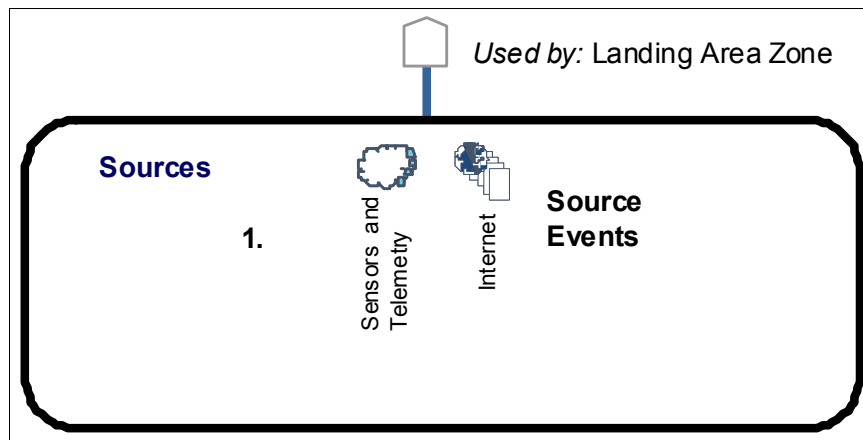 Used by: Landing Area Zone
Sources
1.
Sensors and
Telemetry
Internet
Source
Events